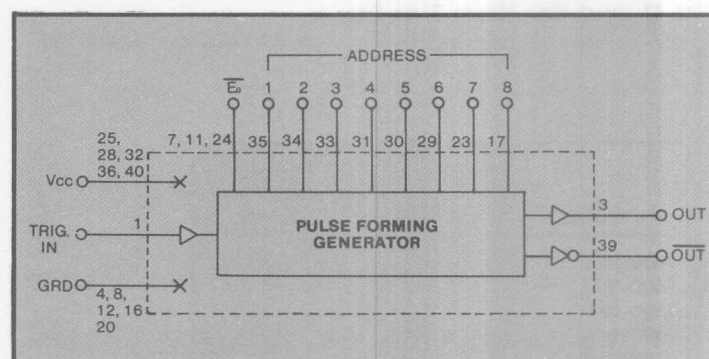 ADDRESS
E̅₀ 1 2 3 4 5 6 7 8
25,
28, 32
36, 40
7, 11, 24 35 34 33 31 30 29 23 17
Vcc
TRIG.
IN
1
PULSE FORMING
GENERATOR
3 OUT
39 O̅U̅T̅
GRD
4, 8,
12, 16
20